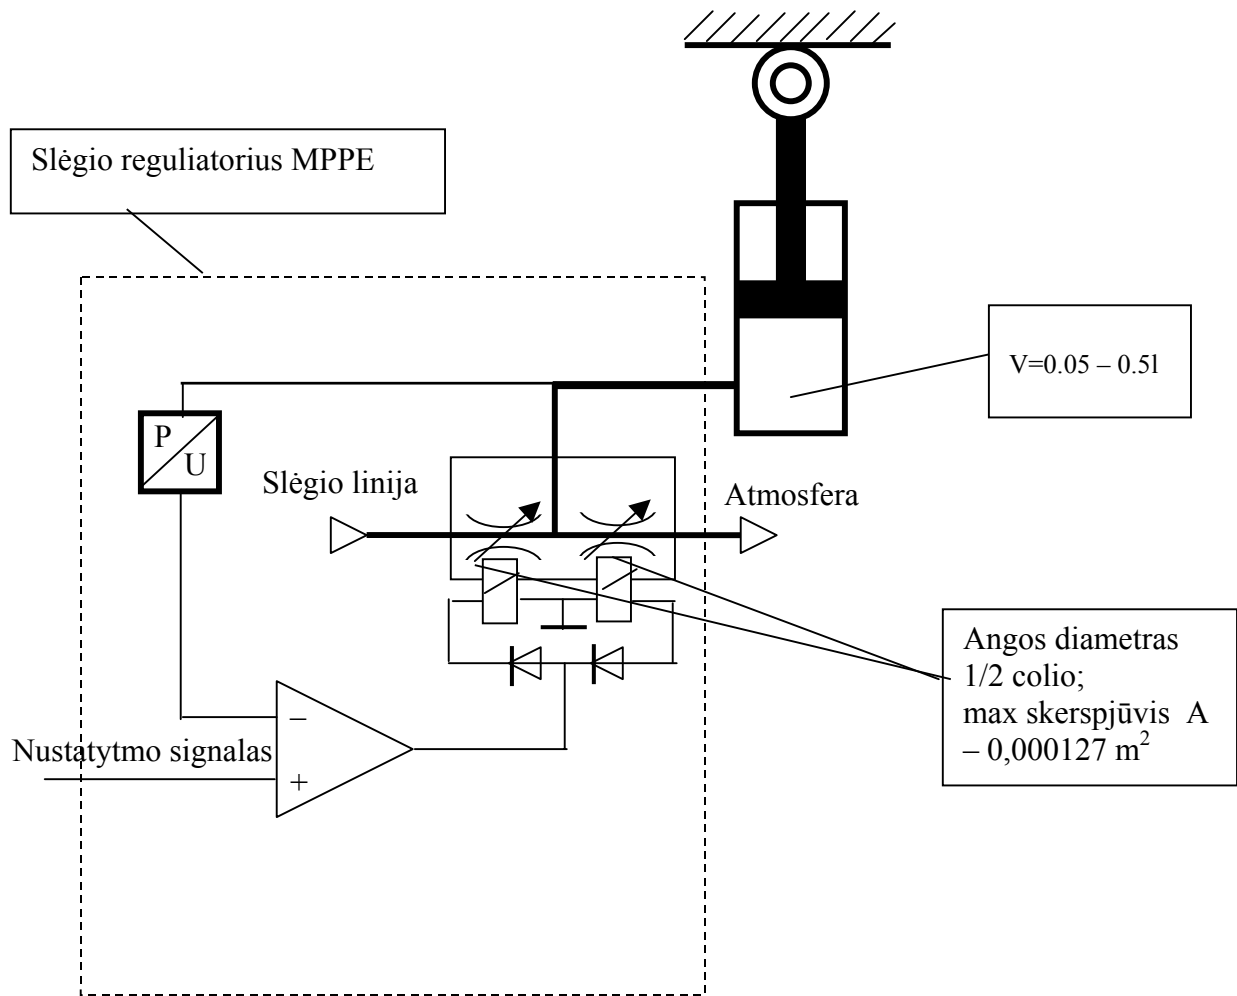 Slėgio reguliatorius MPPE
V=0.05 – 0.5l
P
U
Slėgio linija
Atmosfera
Angos diametras
1/2 colio;
max skerspjūvis A
– 0,000127 m²
–
Nustatytmo signalas
+